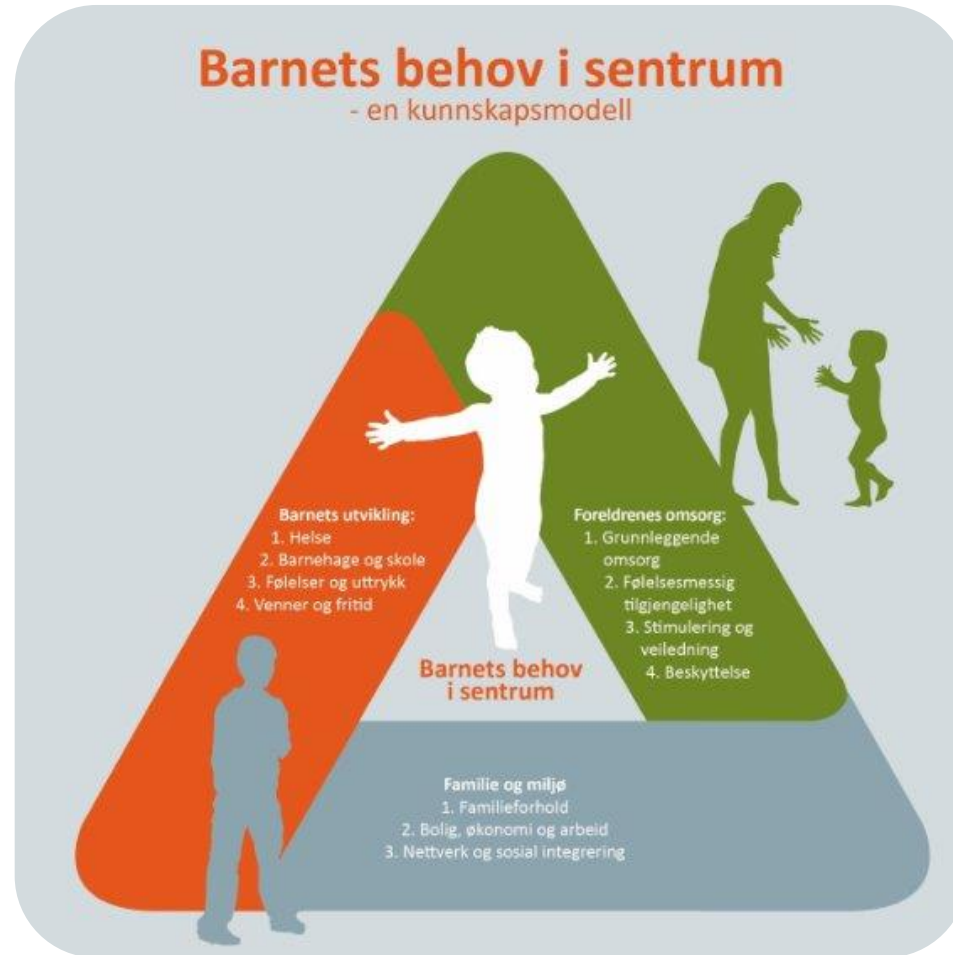 Barnets behov i sentrum
- en kunnskapsmodell
Barnets utvikling:
1. Helse
2. Barnehage og skole
3. Følelser og uttrykk
4. Venner og fritid
Foreldrenes omsorg:
1. Grunnleggende
omsorg
2. Følelsesmessig
tilgjengelighet
3. Stimulering og
veiledning
4. Beskyttelse
Barnets behov
i sentrum
Familie og miljø
1. Familieforhold
2. Bolig, økonomi og arbeid
3. Nettverk og sosial integrering